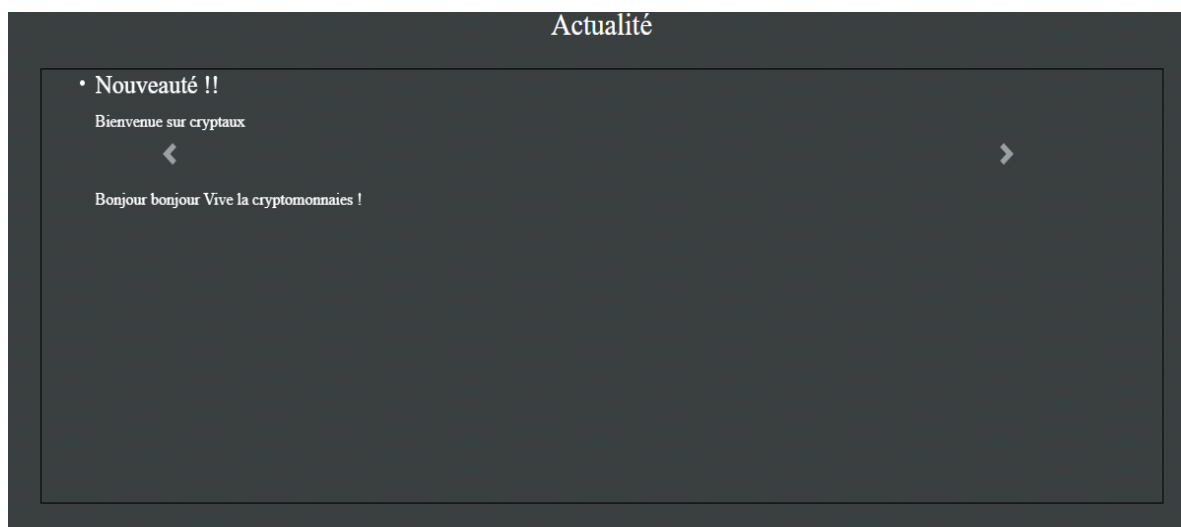 Actualité
Nouveauté !!
Bienvenue sur cryptaux
Bonjour bonjour Vive la cryptomonnaies !